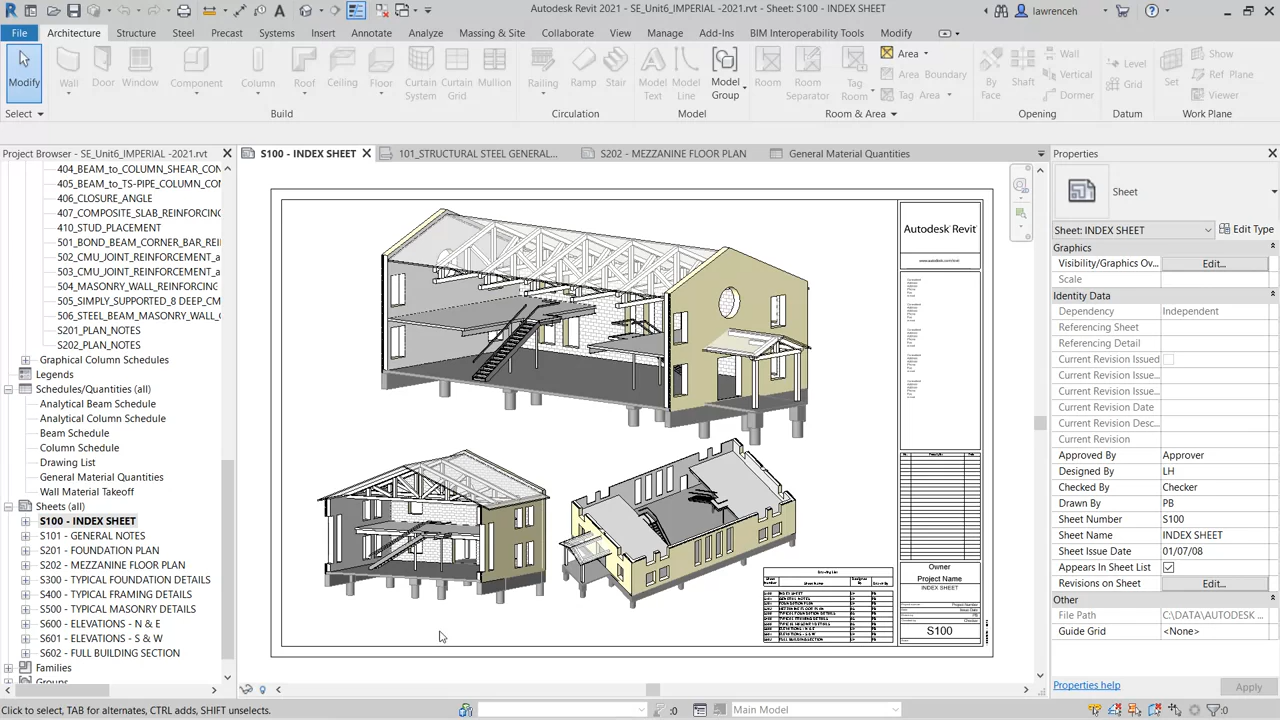 Autodesk Revit 2021 - SE_Unit6_IMPERIAL -2021.rvt - Sheet: S100 - INDEX SHEET
lawrenceh
File
Architecture
Structure
Steel
Precast
Systems
Insert
Annotate
Analyze
Massing & Site
Collaborate
View
Manage
Add-Ins
BIM Interoperability Tools
Modify
Modify
Wall
Door
Window
Component
Column
Roof
Ceiling
Floor
Curtain System
Curtain Grid
Mullion
Railing
Ramp
Stair
Model Text
Model Line
Model Group
Room
Room Separator
Tag Room
Area
Area Boundary
Tag Area
By Face
Shaft
Wall
Vertical
Dormer
Level
Grid
Set
Show
Ref Plane
Viewer
Select
Build
Circulation
Model
Room & Area
Opening
Datum
Work Plane
Project Browser - SE_Unit6_IMPERIAL -2021.rvt
S100 - INDEX SHEET
101_STRUCTURAL STEEL GENERAL...
S202 - MEZZANINE FLOOR PLAN
General Material Quantities
404_BEAM_to_COLUMN_SHEAR_CON
405_BEAM_to_TS-PIPE_COLUMN_CON
406_CLOSURE_ANGLE
407_COMPOSITE_SLAB_REINFORCING
410_STUD_PLACEMENT
501_BOND_BEAM_CORNER_BAR_REI
502_CMU_JOINT_REINFORCEMENT_a
503_CMU_JOINT_REINFORCEMENT_a
504_MASONRY_WALL_REINFORCING
505_SIMPLY_SUPPORTED_8 DEEP_CM
506_STEEL_BEAM_MASONRY_WALL-
S201_PLAN_NOTES
S202_PLAN_NOTES
Graphical Column Schedules
Legends
Schedules/Quantities (all)
Analytical Beam Schedule
Analytical Column Schedule
Beam Schedule
Column Schedule
Drawing List
General Material Quantities
Wall Material Takeoff
Sheets (all)
S100 - INDEX SHEET
S101 - GENERAL NOTES
S201 - FOUNDATION PLAN
S202 - MEZZANINE FLOOR PLAN
S300 - TYPICAL FOUNDATION DETAILS
S400 - TYPICAL FRAMING DETAILS
S500 - TYPICAL MASONRY DETAILS
S600 - ELEVATIONS - N & E
S601 - ELEVATIONS - S & W
S602 - FULL BUILDING SECTION
Families
Groups
Autodesk Revit
Owner
Project Name
INDEX SHEET
S100
Properties
Sheet
Sheet: INDEX SHEET
Edit Type
Graphics
Visibility/Graphics Ov...
Edit...
Scale
Identity Data
Dependency
Independent
Referencing Sheet
Referencing Detail
Current Revision Issued
Current Revision Issue...
Current Revision Issue...
Current Revision Date
Current Revision Desc...
Current Revision
Approved By
Approver
Designed By
LH
Checked By
Checker
Drawn By
PB
Sheet Number
S100
Sheet Name
INDEX SHEET
Sheet Issue Date
01/07/08
Appears In Sheet List
Revisions on Sheet
Edit...
Other
File Path
C:\DATA\AUTODESK ...
Guide Grid
<None>
Properties help
Apply
Click to select, TAB for alternates, CTRL adds, SHIFT unselects.
:0
Main Model
:0